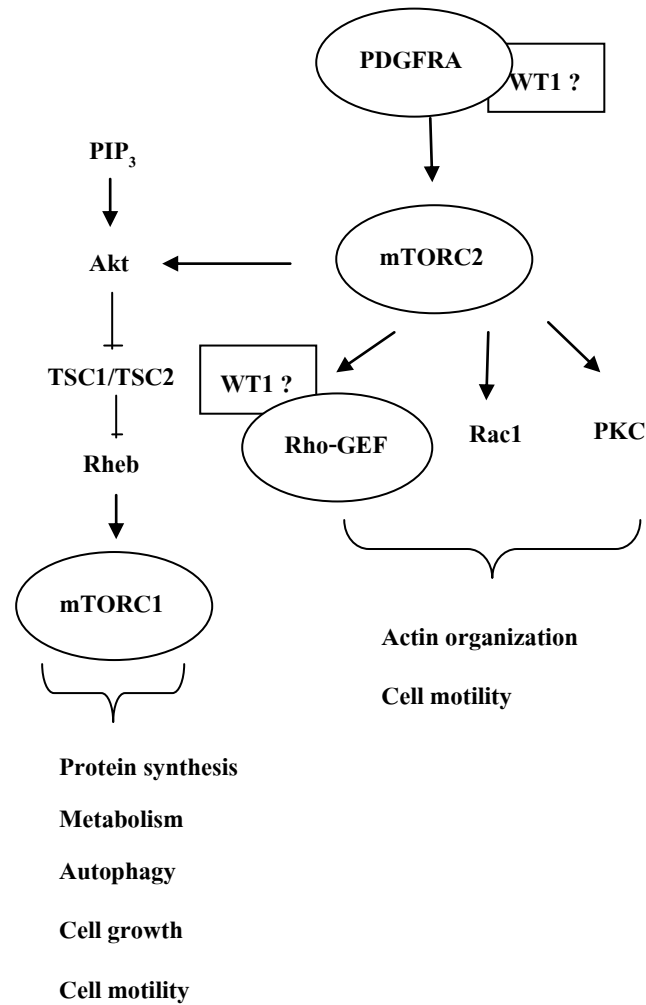 PDGFRA
WT1 ?
PIP3
Akt
mTORC2
TSC1/TSC2
WT1 ?
Rho-GEF
Rac1
PKC
Rheb
mTORC1
Actin organization
Cell motility
Protein synthesis
Metabolism
Autophagy
Cell growth
Cell motility